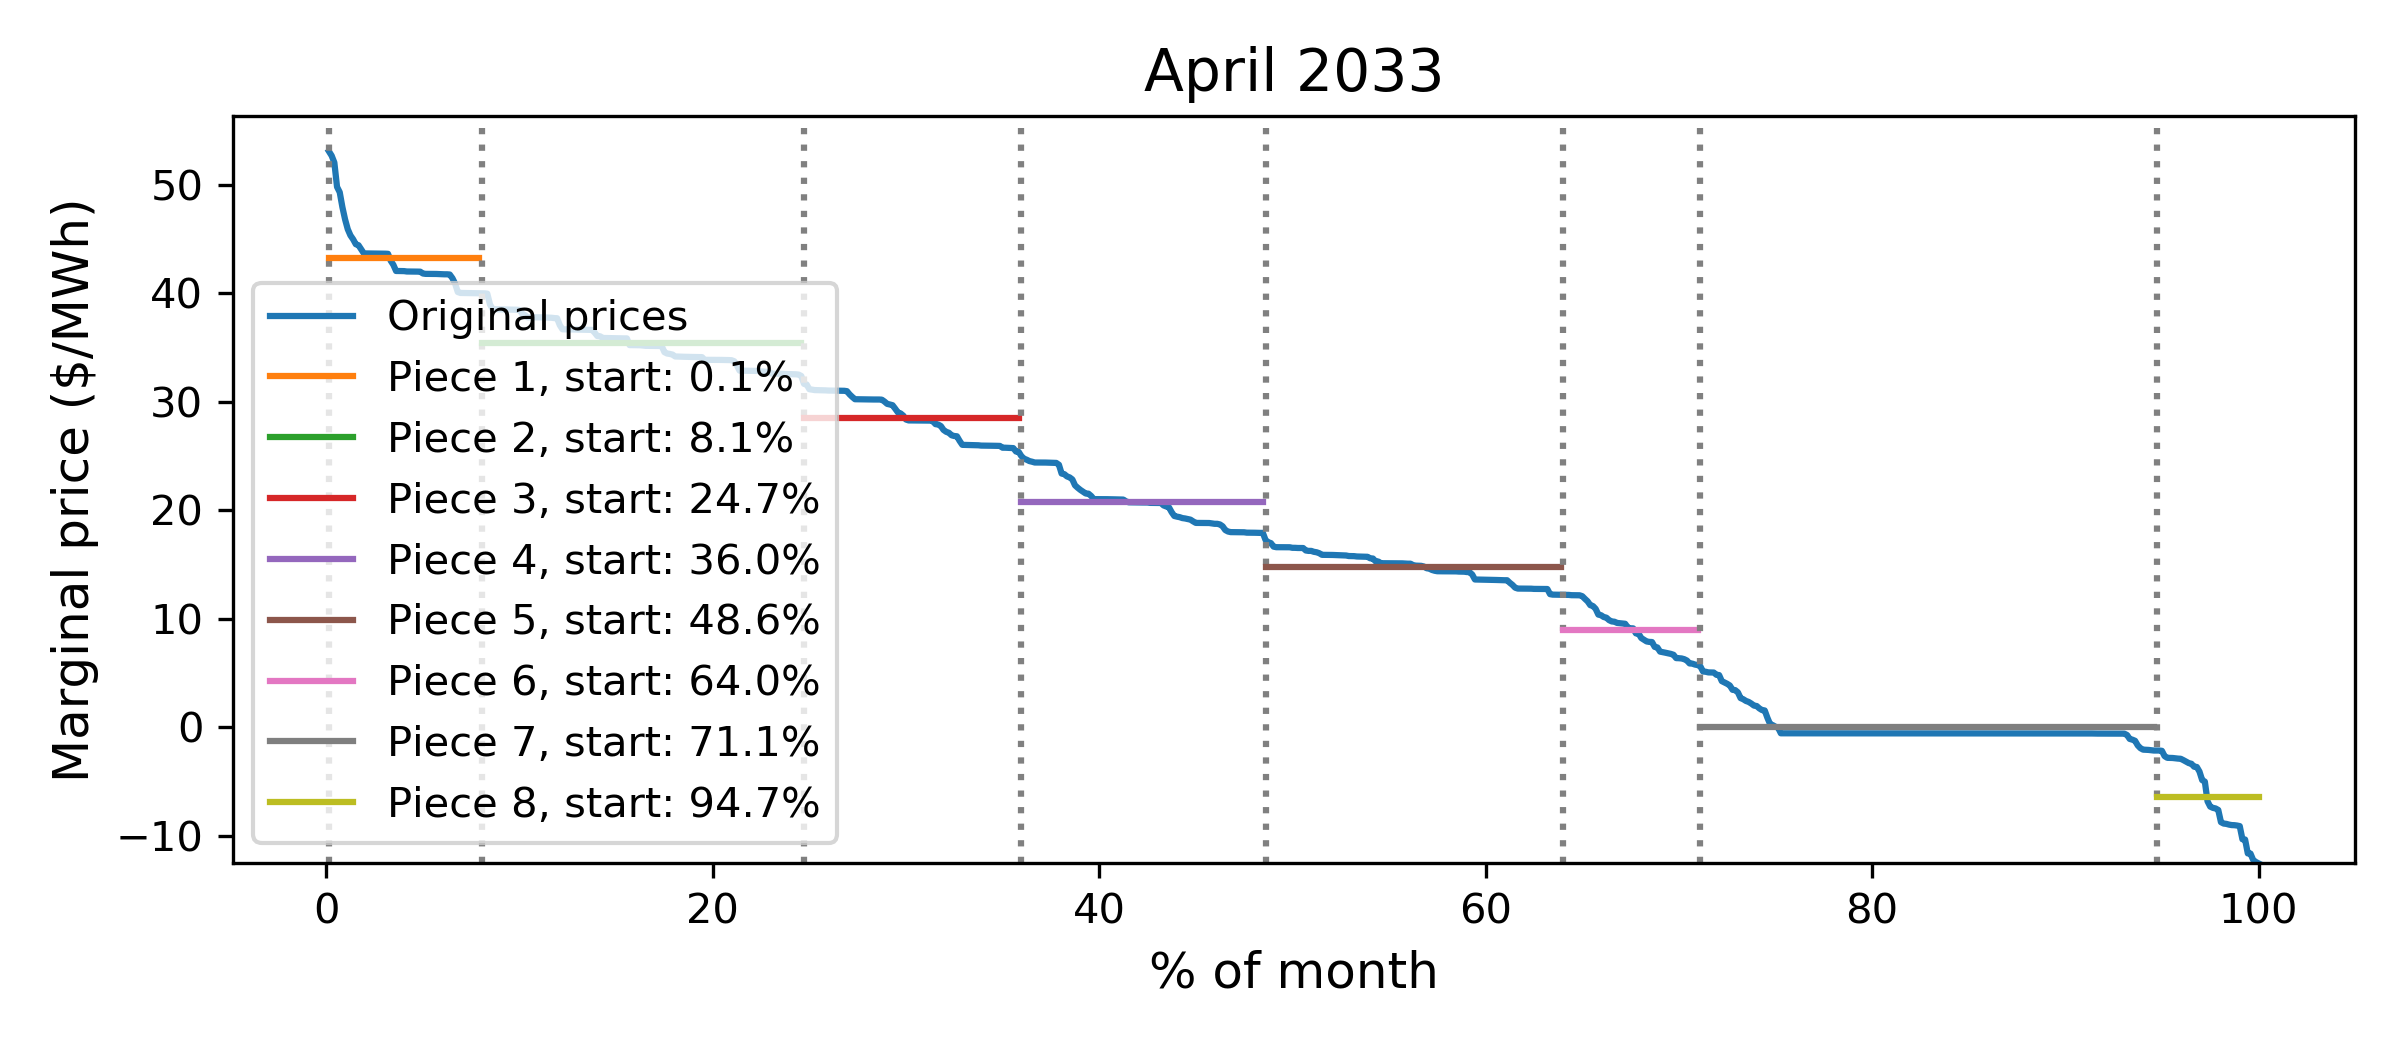 April 2033
Marginal price ($/MWh)
50
40
30
20
10
0
−10
Original prices
Piece 1, start: 0.1%
Piece 2, start: 8.1%
Piece 3, start: 24.7%
Piece 4, start: 36.0%
Piece 5, start: 48.6%
Piece 6, start: 64.0%
Piece 7, start: 71.1%
Piece 8, start: 94.7%
0 20 40 60 80 100
% of month